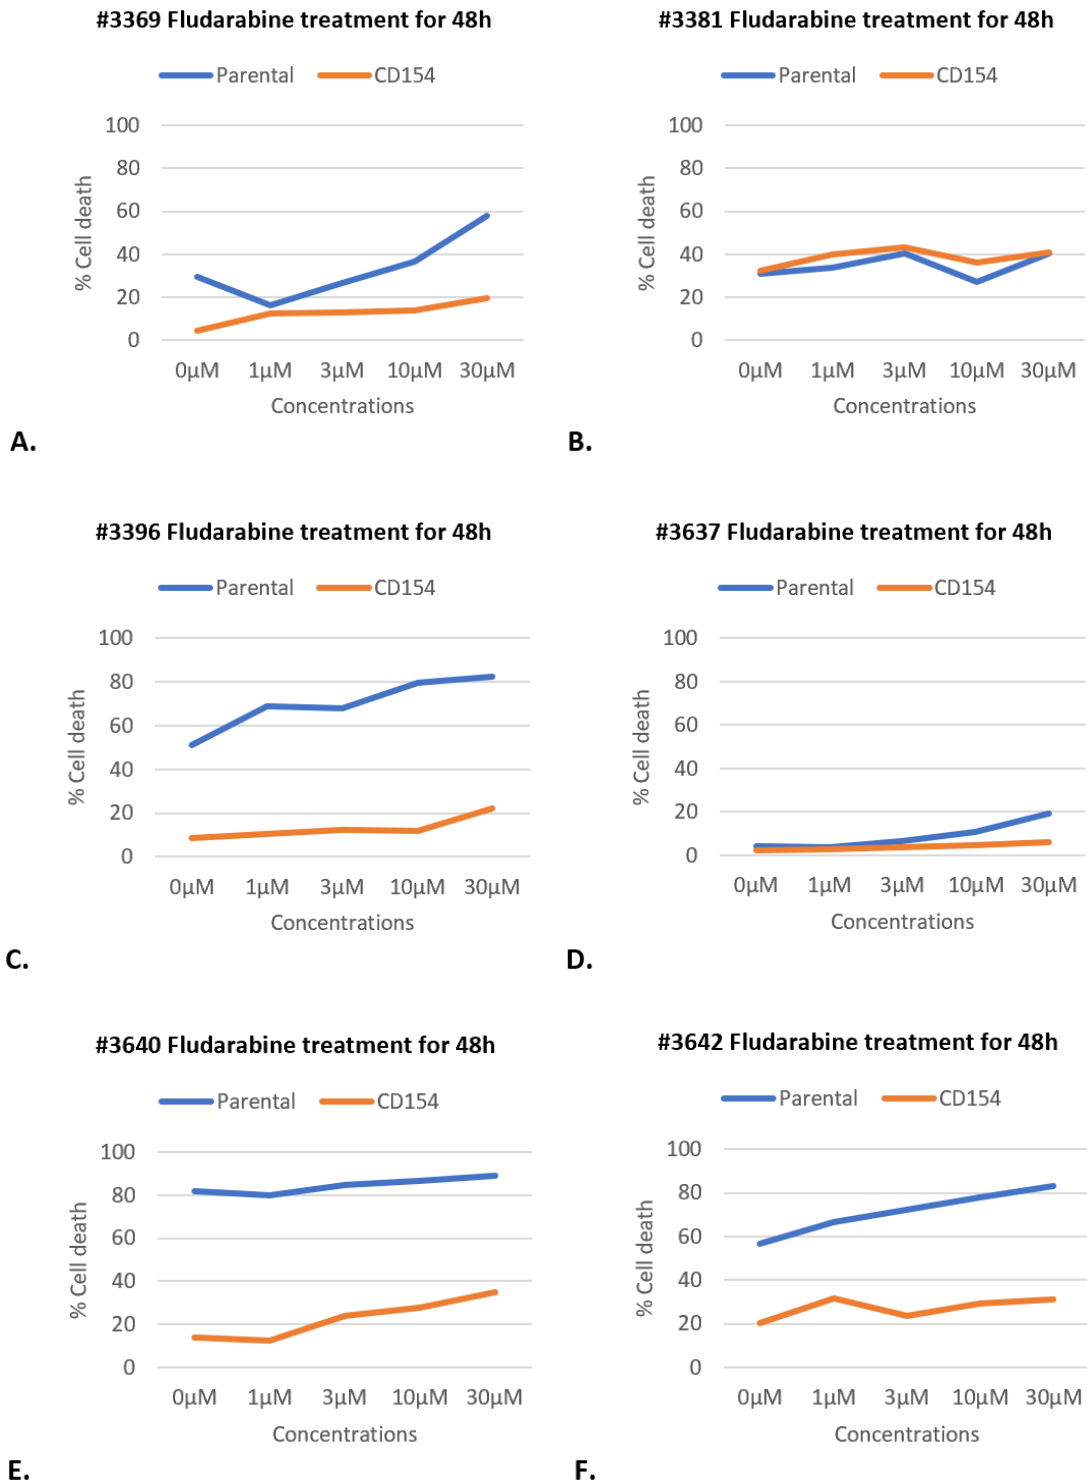 #3369 Fludarabine treatment for 48h
Parental CD154
100
80
60
40
20
0
% Cell death
0µM 1µM 3µM 10µM 30µM
Concentrations
A.
#3381 Fludarabine treatment for 48h
Parental CD154
100
80
60
40
20
0
% Cell death
0µM 1µM 3µM 10µM 30µM
Concentrations
B.
#3396 Fludarabine treatment for 48h
Parental CD154
100
80
60
40
20
0
% Cell death
0µM 1µM 3µM 10µM 30µM
Concentrations
C.
#3637 Fludarabine treatment for 48h
Parental CD154
100
80
60
40
20
0
% Cell death
0µM 1µM 3µM 10µM 30µM
Concentrations
D.
#3640 Fludarabine treatment for 48h
Parental CD154
100
80
60
40
20
0
% Cell death
0µM 1µM 3µM 10µM 30µM
Concentrations
E.
#3642 Fludarabine treatment for 48h
Parental CD154
100
80
60
40
20
0
% Cell death
0µM 1µM 3µM 10µM 30µM
Concentrations
F.